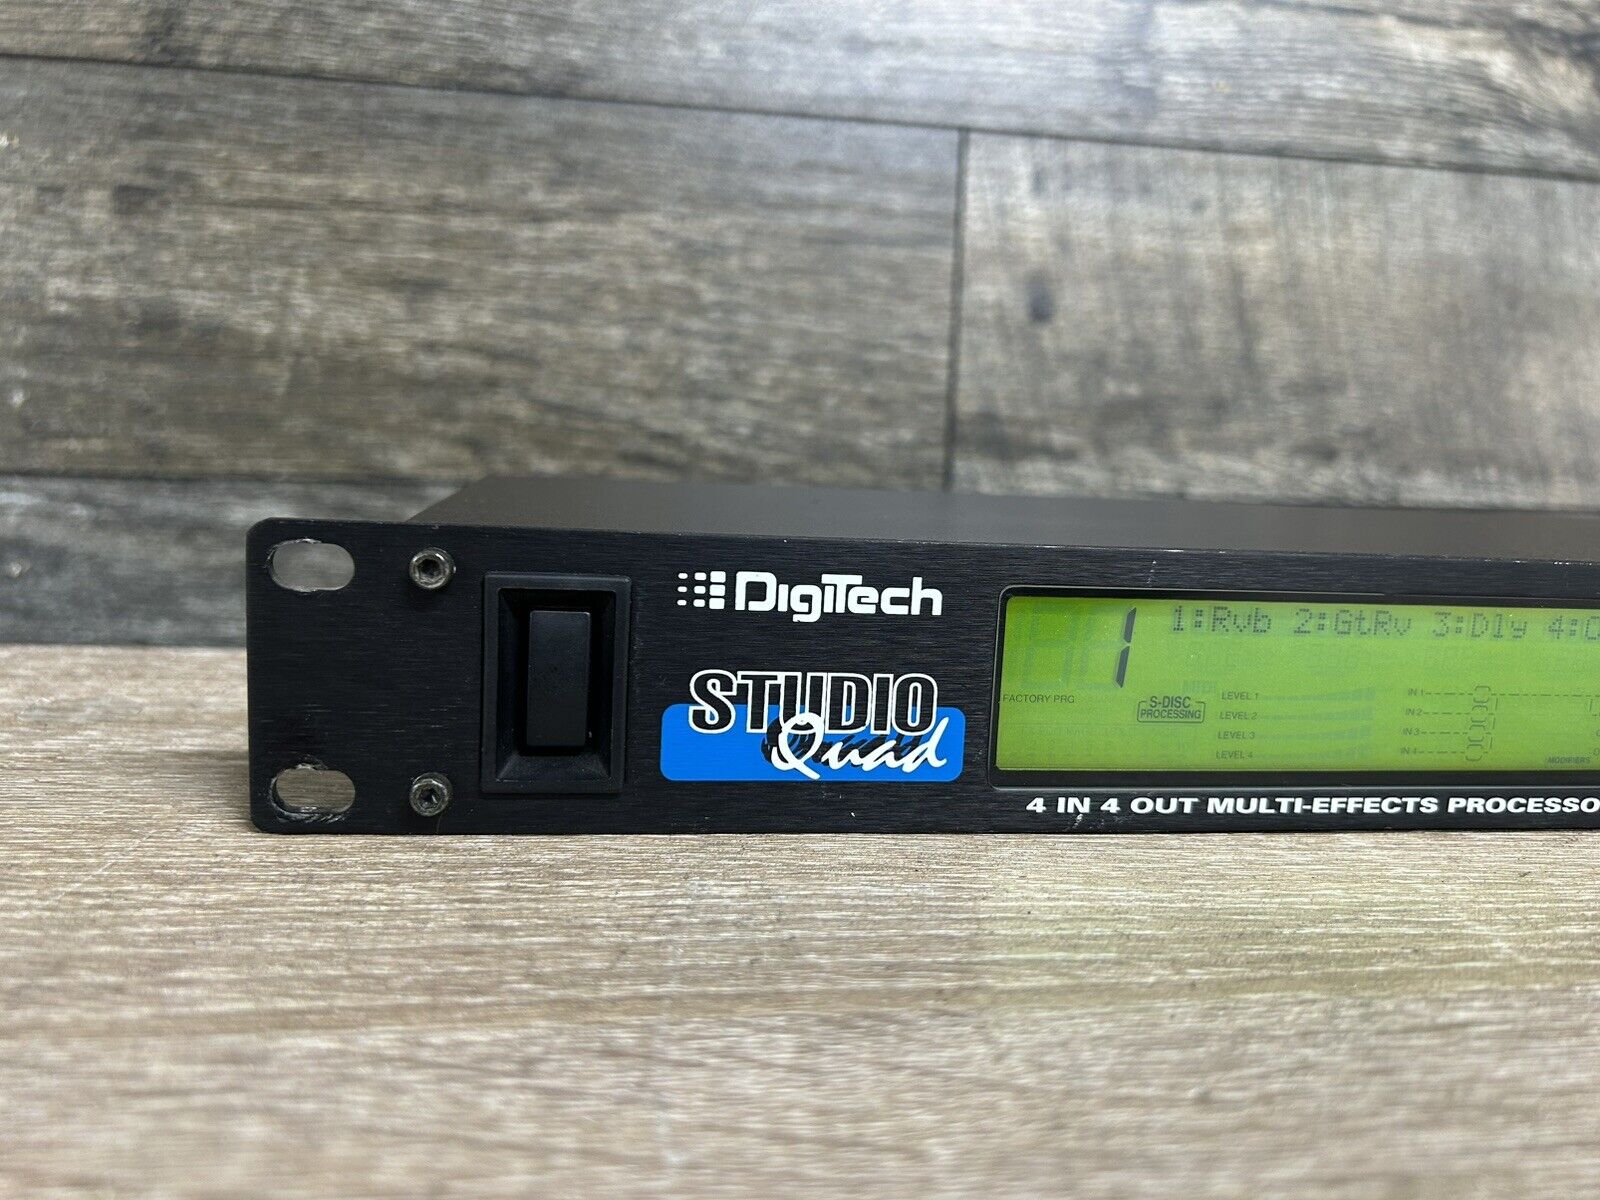 DigiTech
STUDIO
Quad
1
1:Rvb 2:GtRv 3:Dly 4:
FACTORY PRG
S-DISC
PROCESSING
LEVEL 1
LEVEL 2
LEVEL 3
LEVEL 4
IN 1
IN 2
IN 3
IN 4
MODIFIERS
4 IN 4 OUT MULTI-EFFECTS PROCESSO